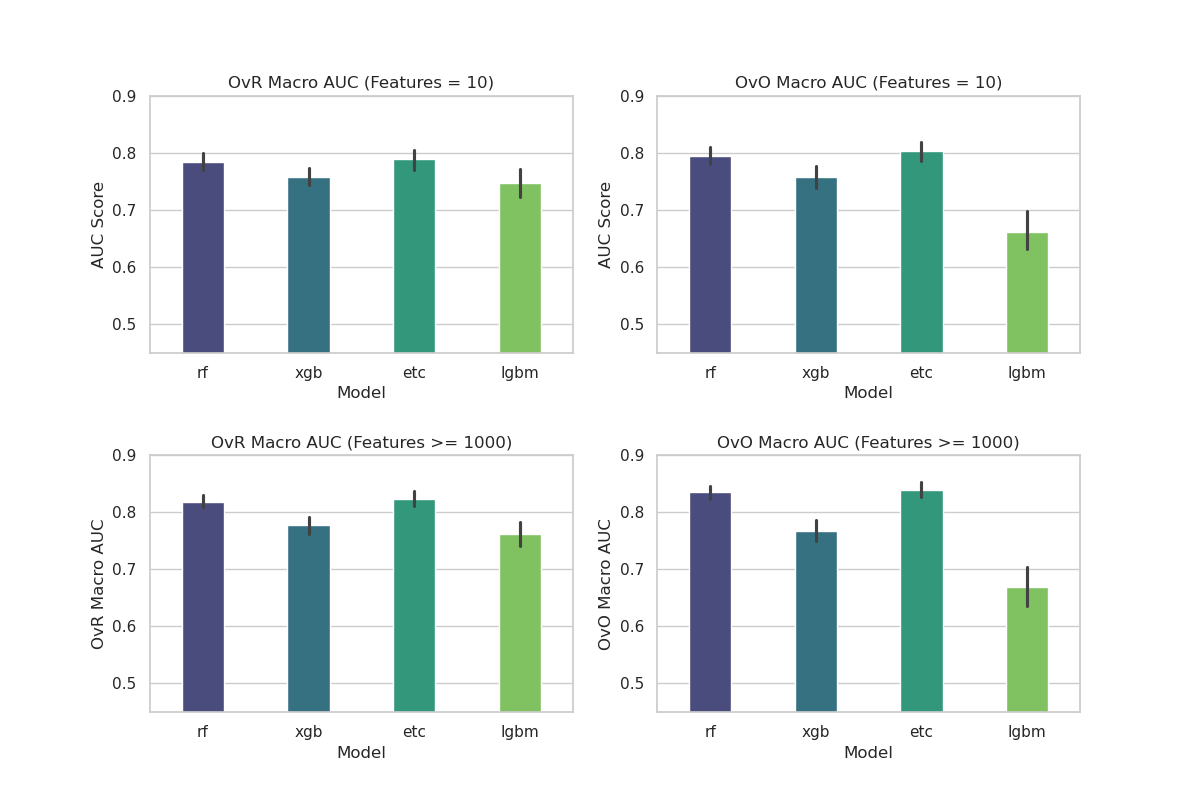 OvR Macro AUC (Features = 10)
AUC Score
0.9
0.8
0.7
0.6
0.5
rf xgb etc lgbm
Model
OvO Macro AUC (Features = 10)
AUC Score
0.9
0.8
0.7
0.6
0.5
rf xgb etc lgbm
Model
OvR Macro AUC (Features >= 1000)
OvR Macro AUC
0.9
0.8
0.7
0.6
0.5
rf xgb etc lgbm
Model
OvO Macro AUC (Features >= 1000)
OvO Macro AUC
0.9
0.8
0.7
0.6
0.5
rf xgb etc lgbm
Model